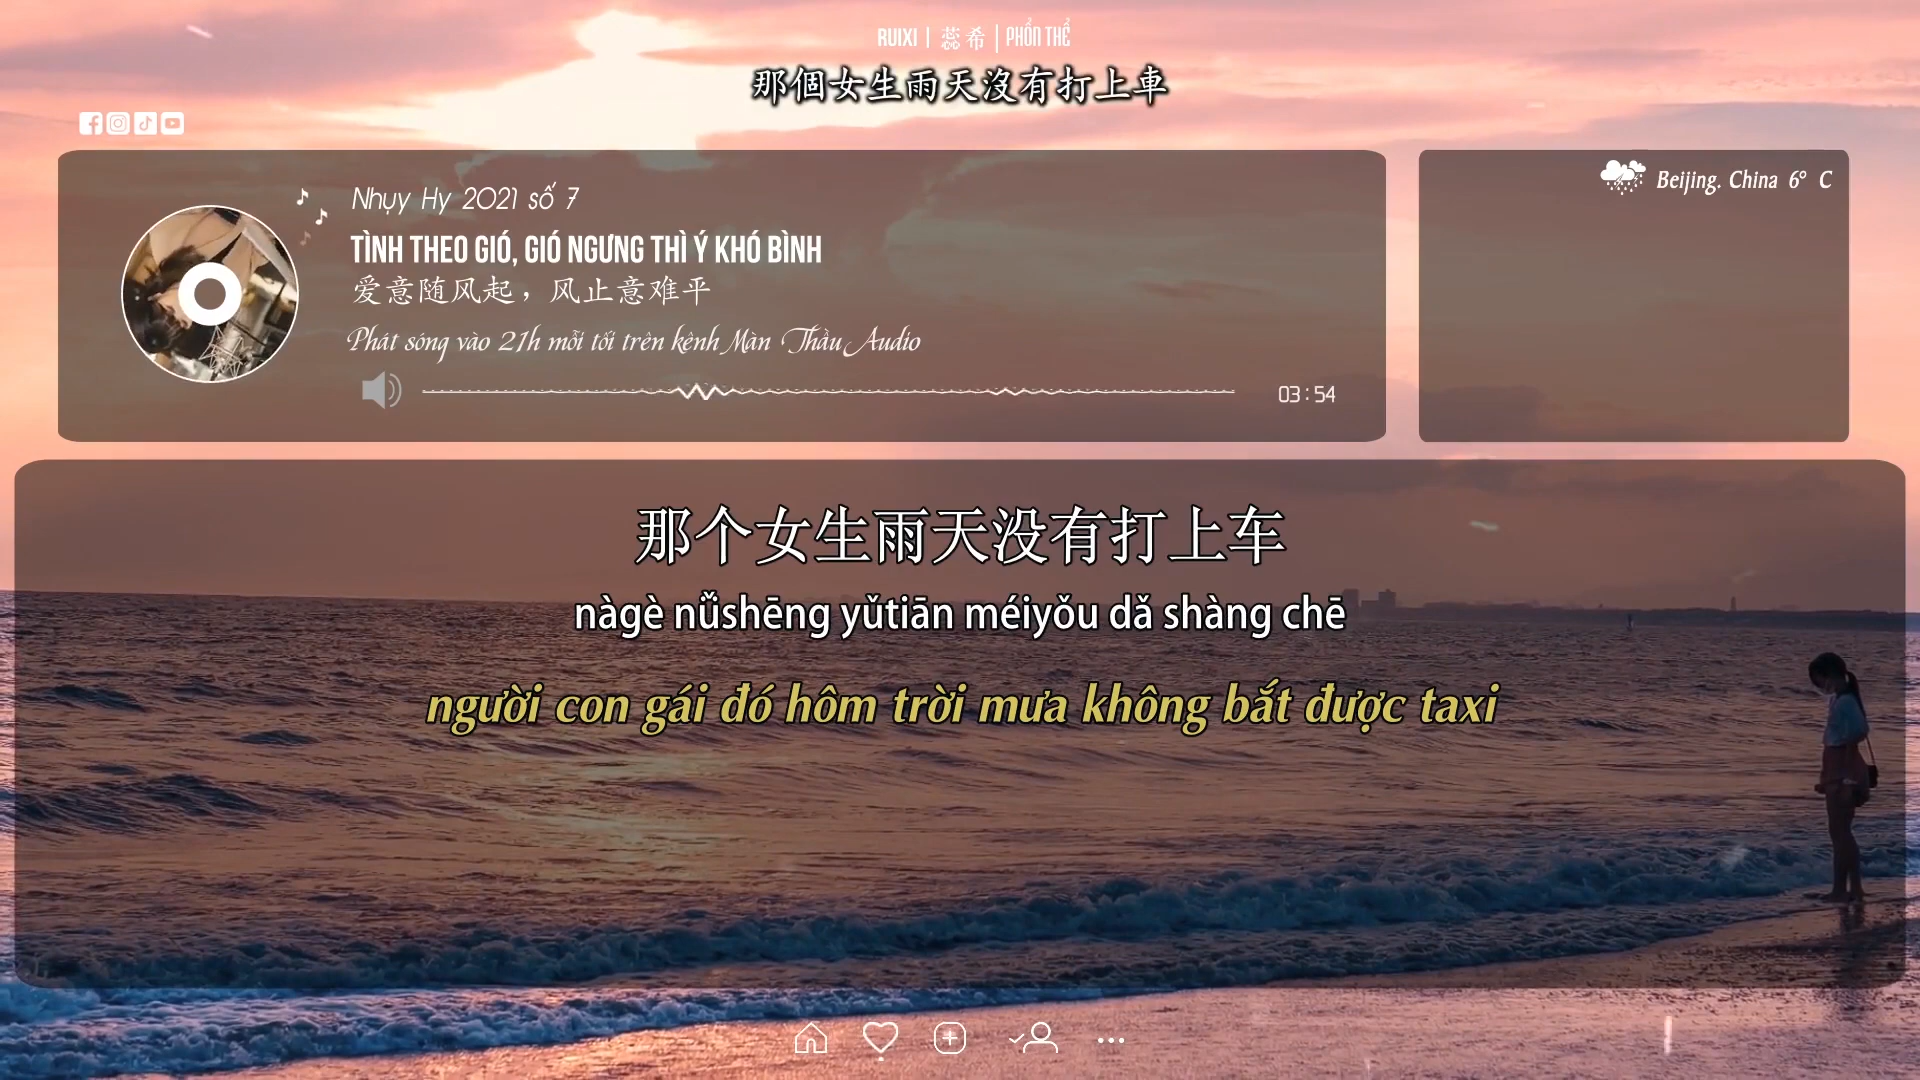 RUIXI | 蕊希 | PHỒN THỂ
那個女生雨天沒有打上車
Nhụy Hy 2021 số 7
TÌNH THEO GIÓ, GIÓ NGƯNG THÌ Ý KHÓ BÌNH
爱意随风起，风止意难平
Phát sóng vào 21h mỗi tối trên kênh Màn Thầu Audio
03:54
Beijing. China 6° C
那个女生雨天没有打上车
nàgè nǚshēng yǔtiān méiyǒu dǎ shàng chē
người con gái đó hôm trời mưa không bắt được taxi